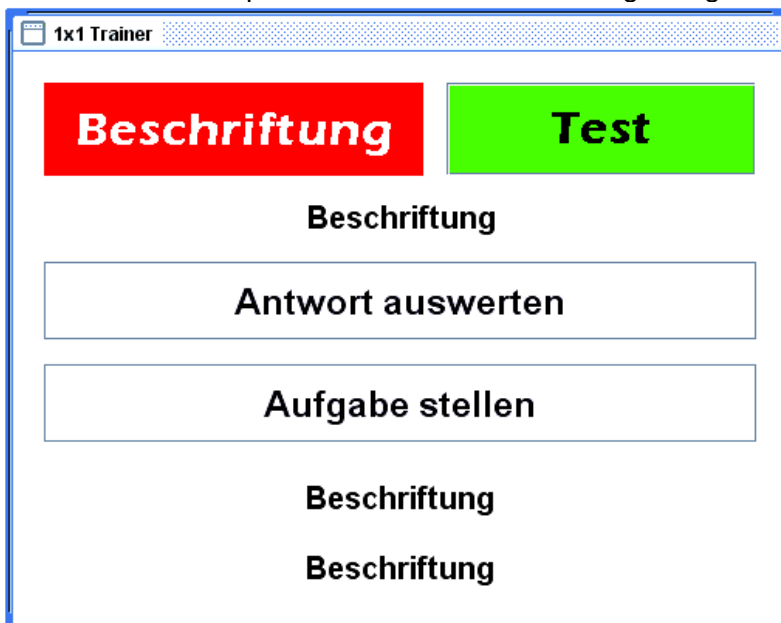 1x1 Trainer
Beschriftung Test
Beschriftung
Antwort auswerten
Aufgabe stellen
Beschriftung
Beschriftung